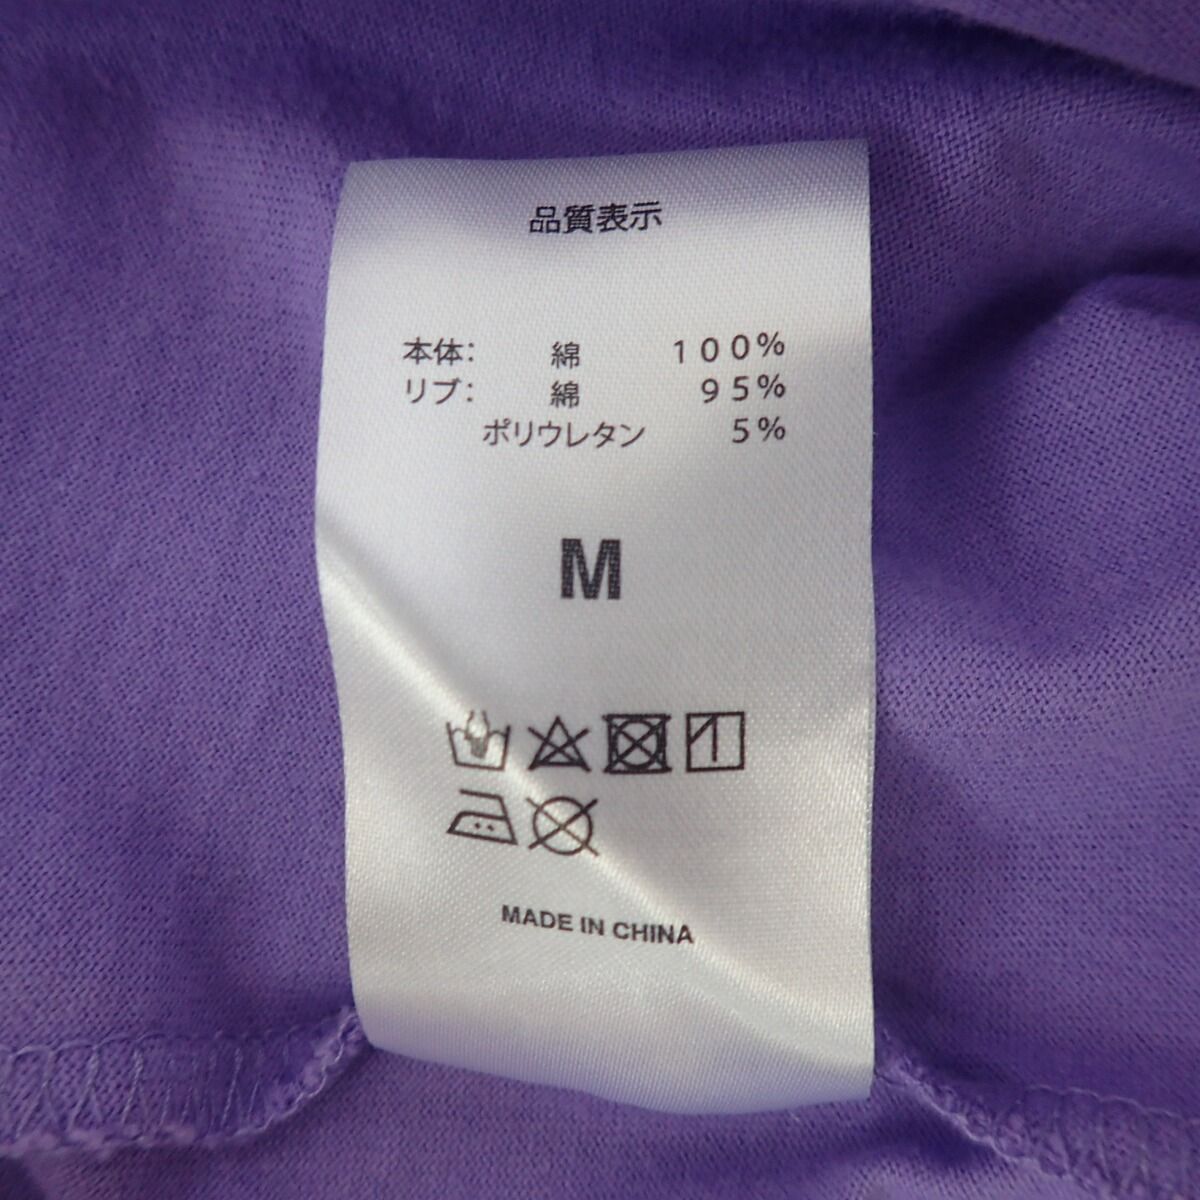 品質表示
本体： 綿 100%
リブ： 綿 95%
ポリウレタン 5%
M
MADE IN CHINA